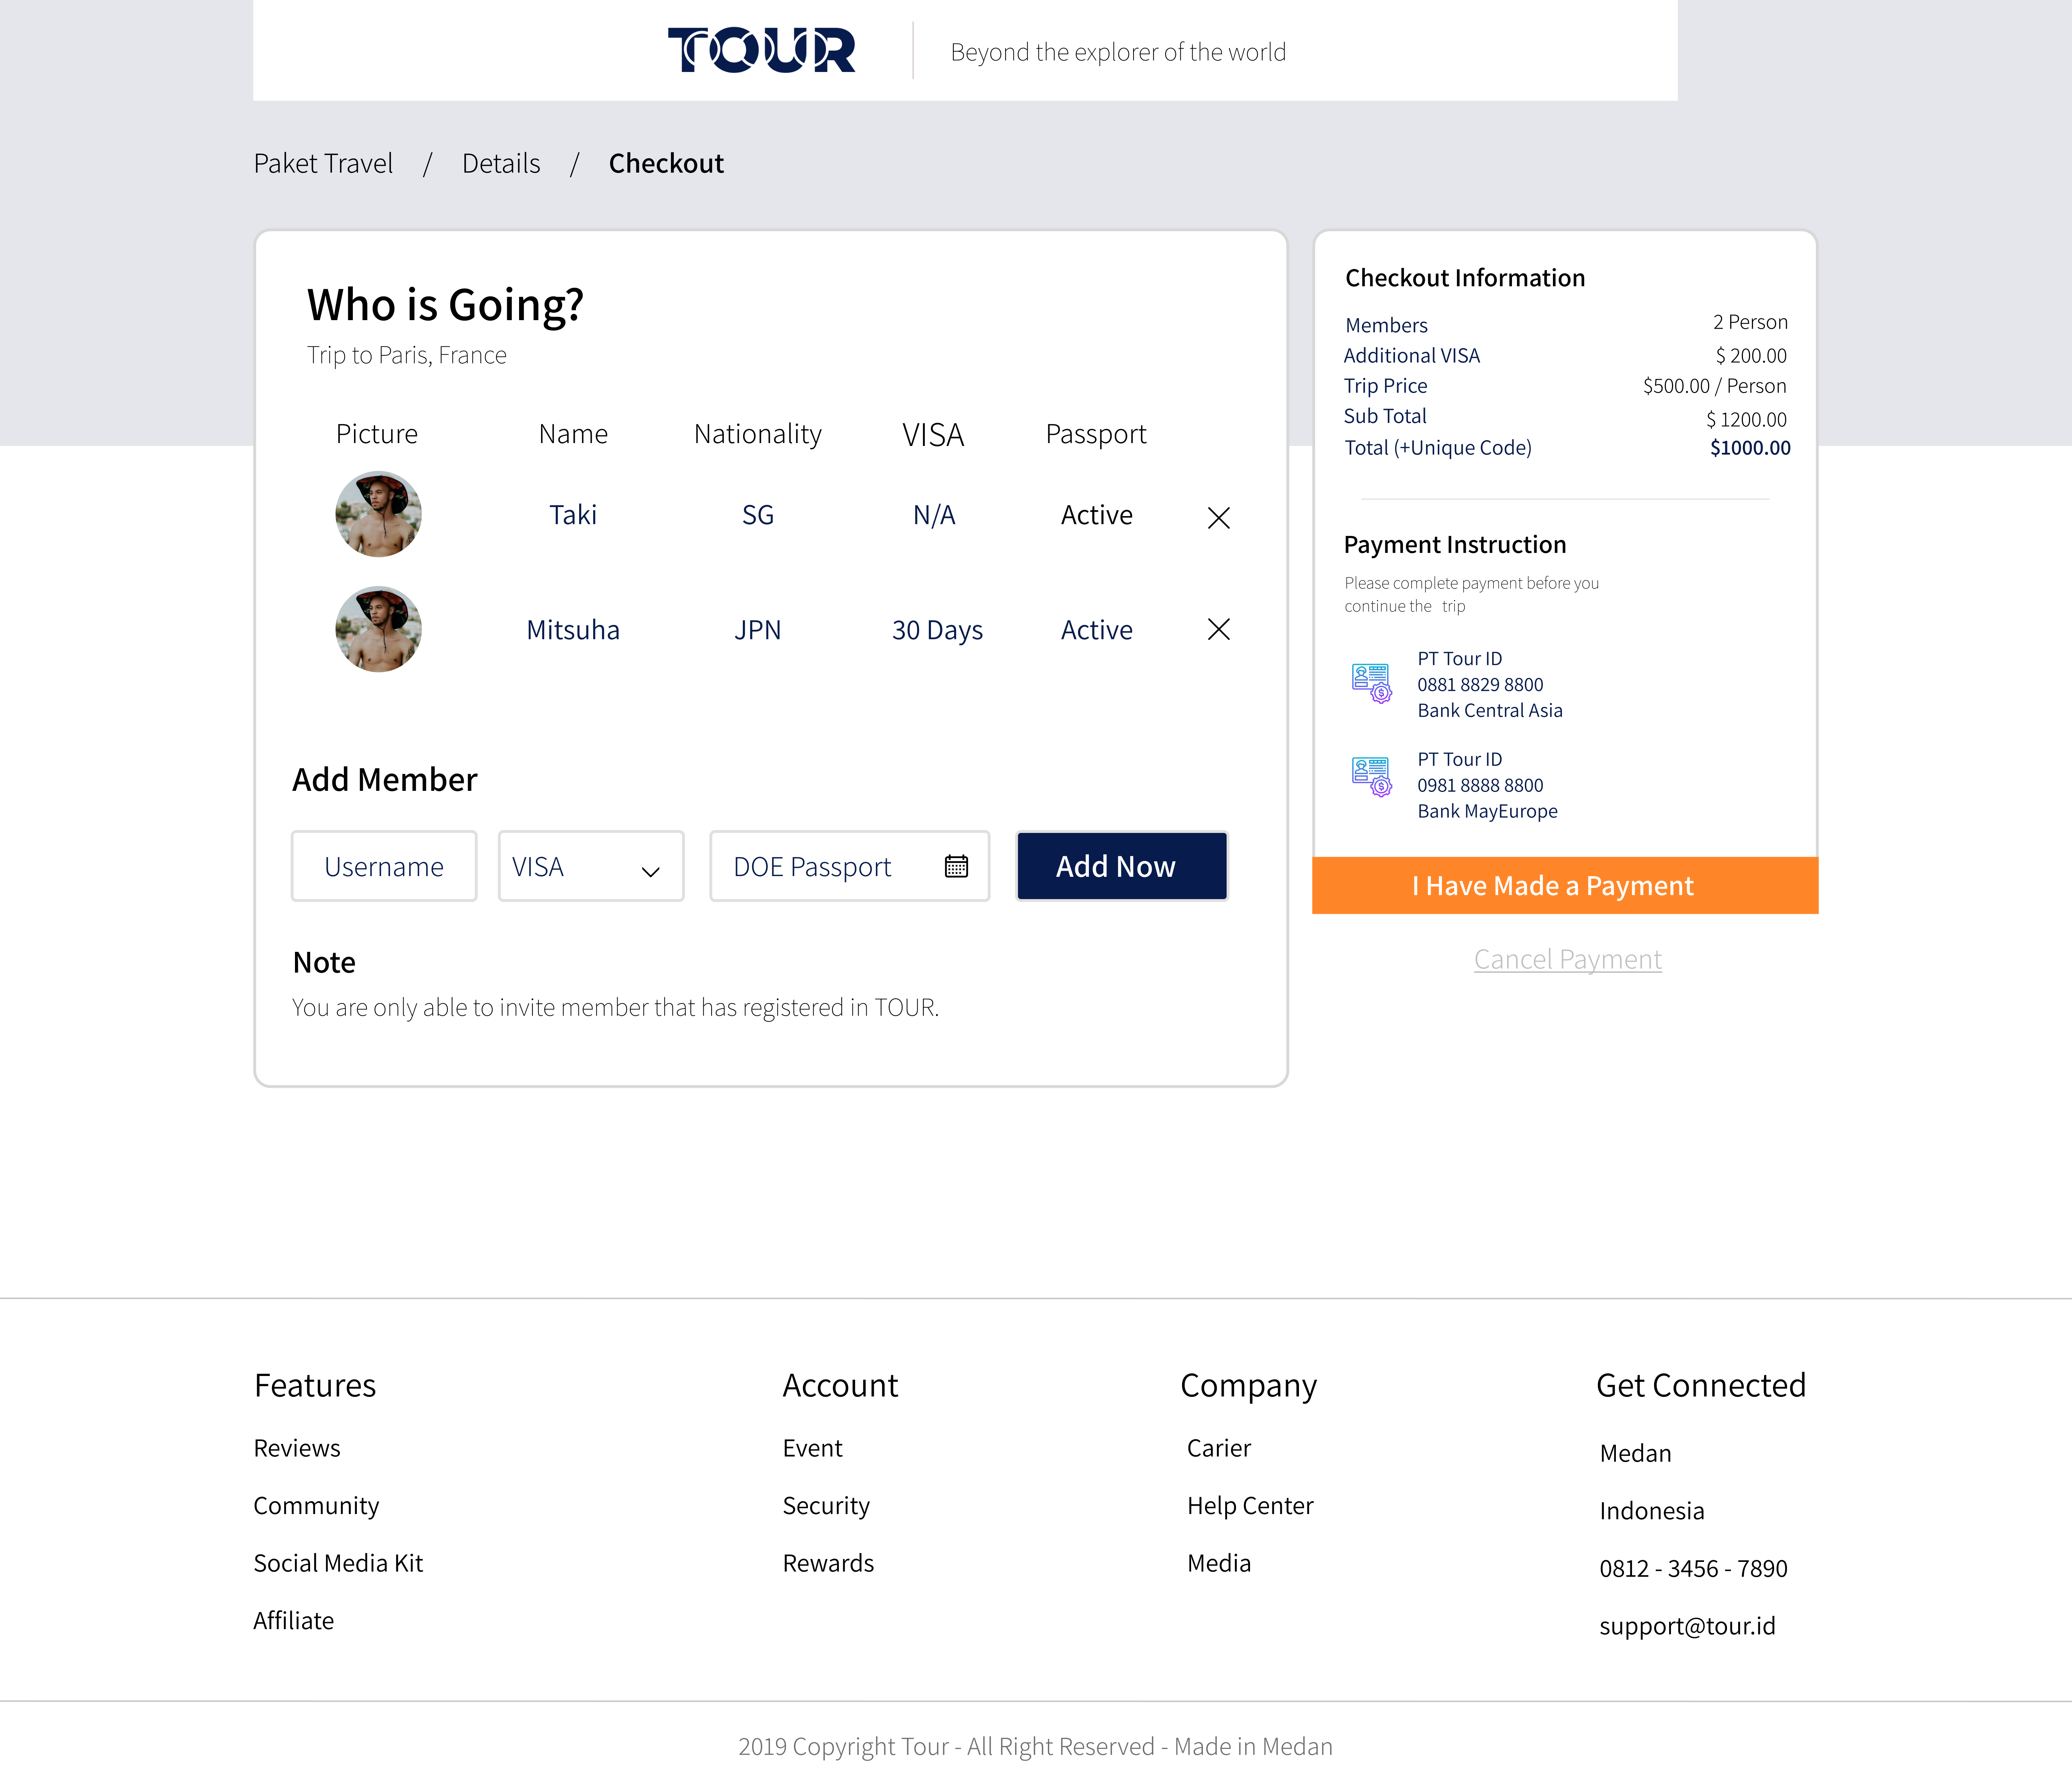 TOUR
Beyond the explorer of the world
Paket Travel / Details / Checkout
Who is Going?
Trip to Paris, France
Picture Name Nationality VISA Passport
Taki SG N/A Active
Mitsuha JPN 30 Days Active
Add Member
Username VISA DOE Passport Add Now
Note
You are only able to invite member that has registered in TOUR.
Checkout Information
Members 2 Person
Additional VISA $ 200.00
Trip Price $500.00 / Person
Sub Total $ 1200.00
Total (+Unique Code) $1000.00
Payment Instruction
Please complete payment before you
continue the trip
PT Tour ID
0881 8829 8800
Bank Central Asia
PT Tour ID
0981 8888 8800
Bank MayEurope
I Have Made a Payment
Cancel Payment
Features
Reviews
Community
Social Media Kit
Affiliate
Account
Event
Security
Rewards
Company
Carier
Help Center
Media
Get Connected
Medan
Indonesia
0812 - 3456 - 7890
support@tour.id
2019 Copyright Tour - All Right Reserved - Made in Medan